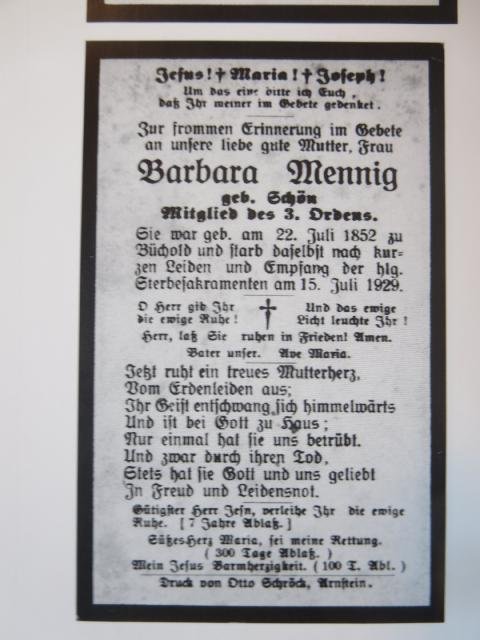 Jesus! † Maria! † Joseph!
Um das eine bitte ich Euch,
daß Ihr meiner im Gebete gedenket.
Zur frommen Erinnerung im Gebete
an unsere liebe gute Mutter, Frau
Barbara Mennig
geb. Schön
Mitglied des 3. Ordens.
Sie war geb. am 22. Juli 1852 zu
Büchold und starb daselbst nach kur=
zen Leiden und Empfang der hlg.
Sterbesakramenten am 15. Juli 1929.
O Herr gib Ihr † Und das ewige
die ewige Ruhe! Licht leuchte Ihr!
Herr, laß Sie ruhen in Frieden! Amen.
Vater unser. Ave Maria.
Jetzt ruht ein treues Mutterherz,
Vom Erdenleiden aus;
Ihr Geist entschwang sich himmelwärts
Und ist bei Gott zu Haus;
Nur einmal hat sie uns betrübt.
Und zwar durch ihren Tod,
Stets hat sie Gott und uns geliebt
In Freud und Leidensnot.
Gütigster Herr Jesn, verleihe Ihr die ewige
Ruhe. [ 7 Jahre Ablaß. ]
Süßes Herz Maria, sei meine Rettung.
( 300 Tage Ablaß. )
Mein Jesus Barmherzigkeit. ( 100 T. Abl. )
Druck von Otto Schröck, Arnstein.